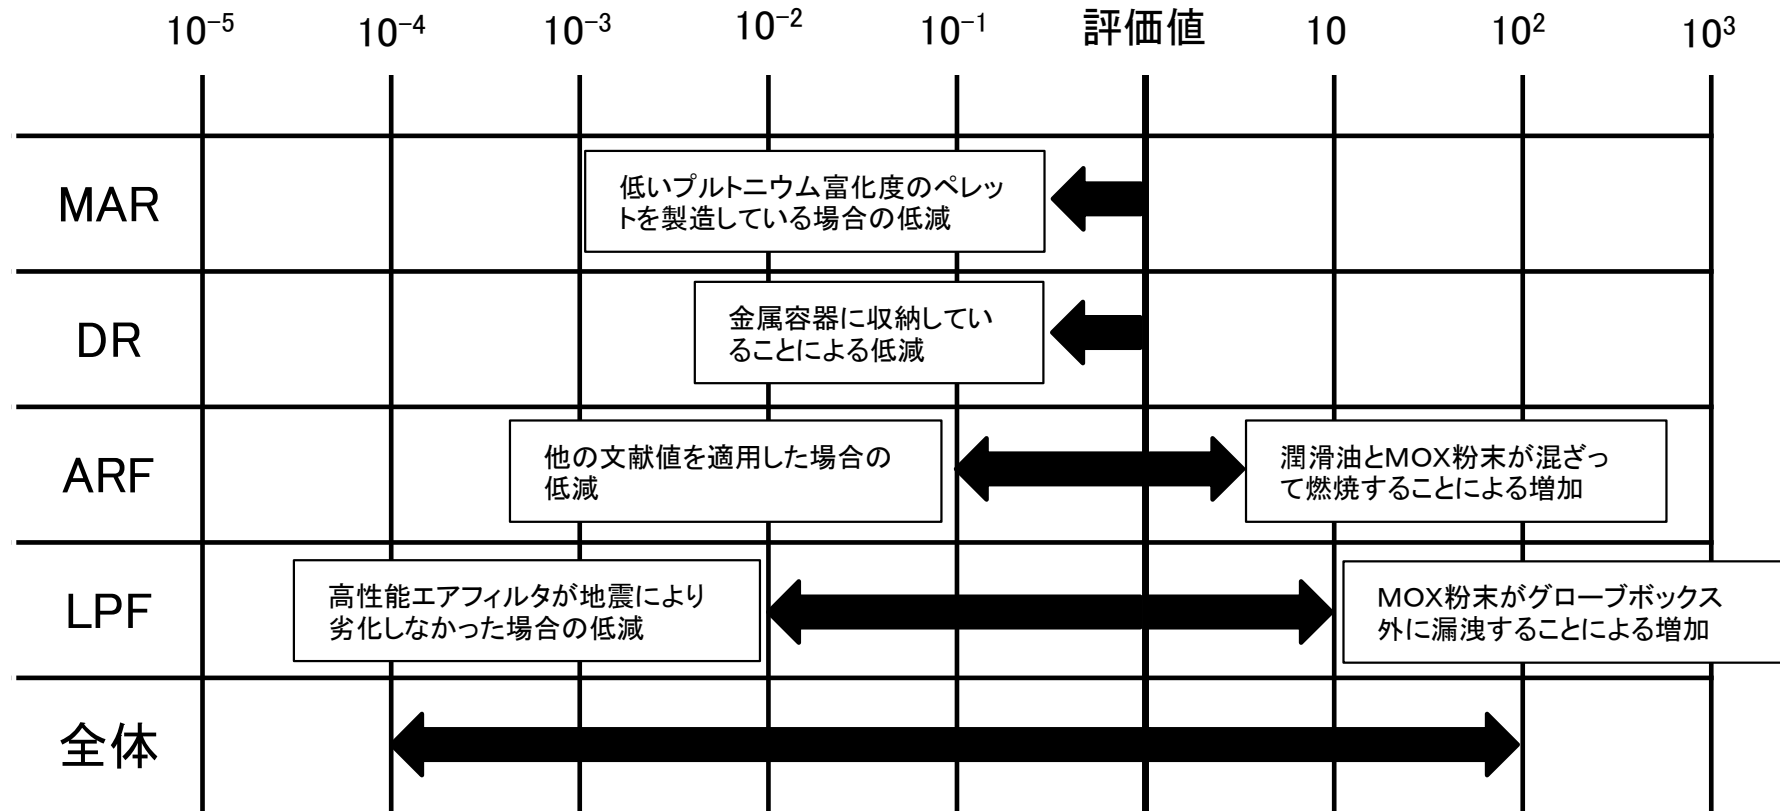 10⁻⁵ 10⁻⁴ 10⁻³ 10⁻² 10⁻¹ 評価値 10 10² 10³
MAR
低いプルトニウム富化度のペレッ
トを製造している場合の低減
DR
金属容器に収納してい
ることによる低減
ARF
他の文献値を適用した場合の
低減
潤滑油とMOX粉末が混ざっ
て燃焼することによる増加
LPF
高性能エアフィルタが地震により
劣化しなかった場合の低減
MOX粉末がグローブボックス
外に漏洩することによる増加
全体